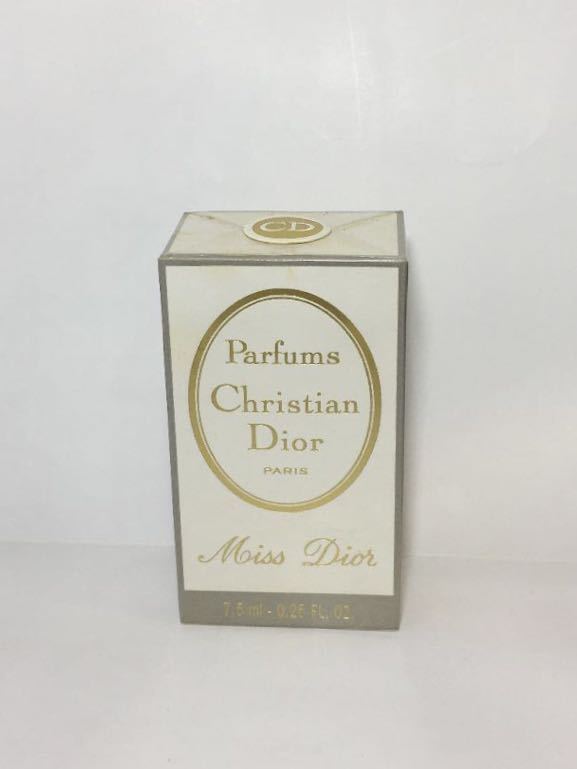 CD
Parfums
Christian
Dior
PARIS
Miss Dior
7,5 ml - 0.25 FL. OZ.